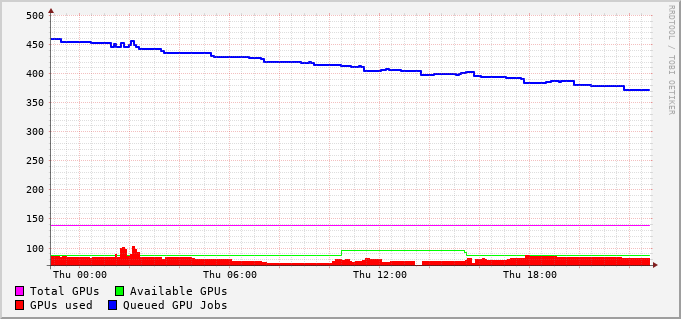 500
450
400
350
300
250
200
150
100
Thu 00:00 Thu 06:00 Thu 12:00 Thu 18:00
Total GPUs Available GPUs
GPUs used Queued GPU Jobs
RRDTOOL / TOBI OETIKER